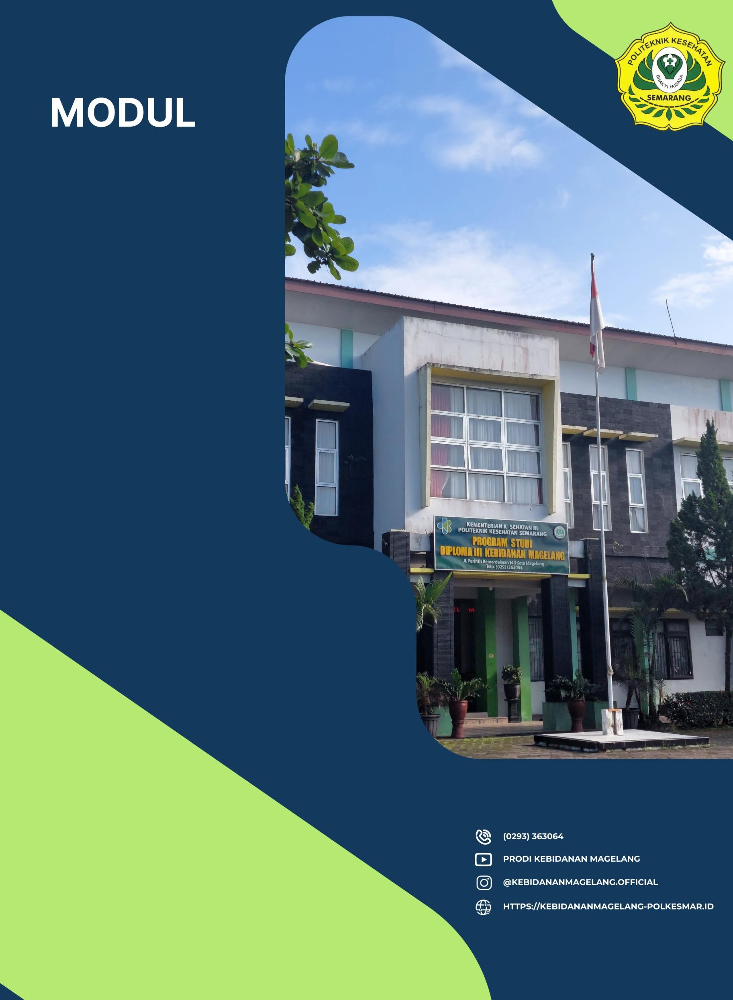 MODUL
POLITEKNIK KESEHATAN
BHAKTI HUSADA
SEMARANG
KEMENTERIAN K SEHATAN RI
POLITEKNIK KESEHATAN SEMARANG
PROGRAM STUDI
DIPLOMA III KEBIDANAN MAGELANG
Jl. Perintis Kemerdekaan 143 Kota Magelang
Telp. (0293) 363054
(0293) 363064
PRODI KEBIDANAN MAGELANG
@KEBIDANANMAGELANG.OFFICIAL
HTTPS://KEBIDANANMAGELANG-POLKESMAR.ID